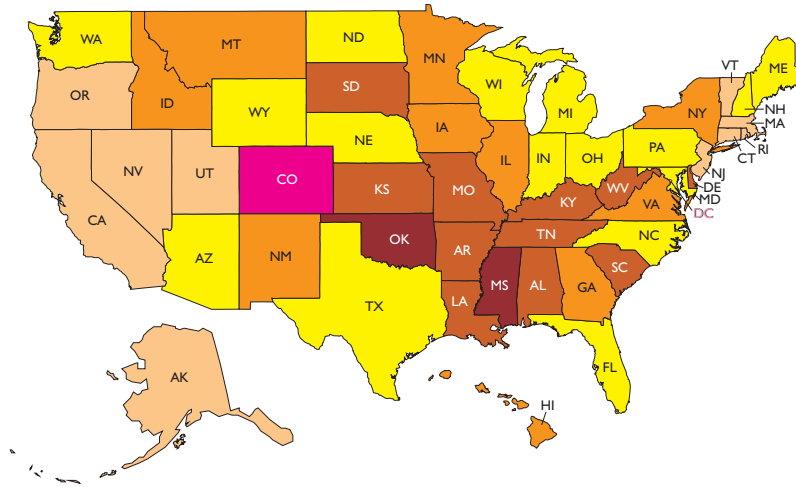 WA
MT
ND
MN
VT
ME
OR
ID
SD
WI
MI
NY
NH
MA
WY
IA
NE
PA
CT
RI
NV
UT
CO
IL
IN
OH
NJ
CA
KS
MO
KY
WV
VA
DE
MD
DC
AZ
NM
OK
AR
TN
NC
SC
TX
LA
MS
AL
GA
FL
AK
HI